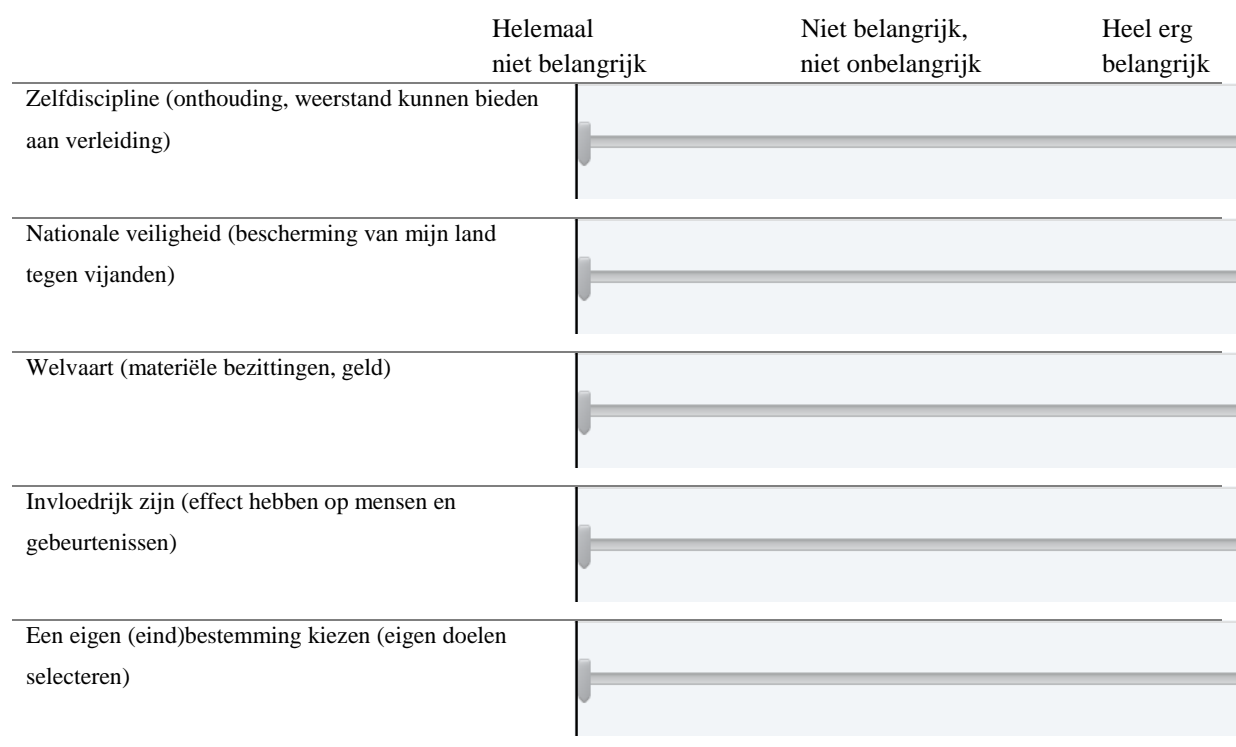 Helemaal Niet belangrijk, Heel erg
niet belangrijk niet onbelangrijk belangrijk
Zelfdiscipline (onthouding, weerstand kunnen bieden
aan verleiding)
Nationale veiligheid (bescherming van mijn land
tegen vijanden)
Welvaart (materiële bezittingen, geld)
Invloedrijk zijn (effect hebben op mensen en
gebeurtenissen)
Een eigen (eind)bestemming kiezen (eigen doelen
selecteren)